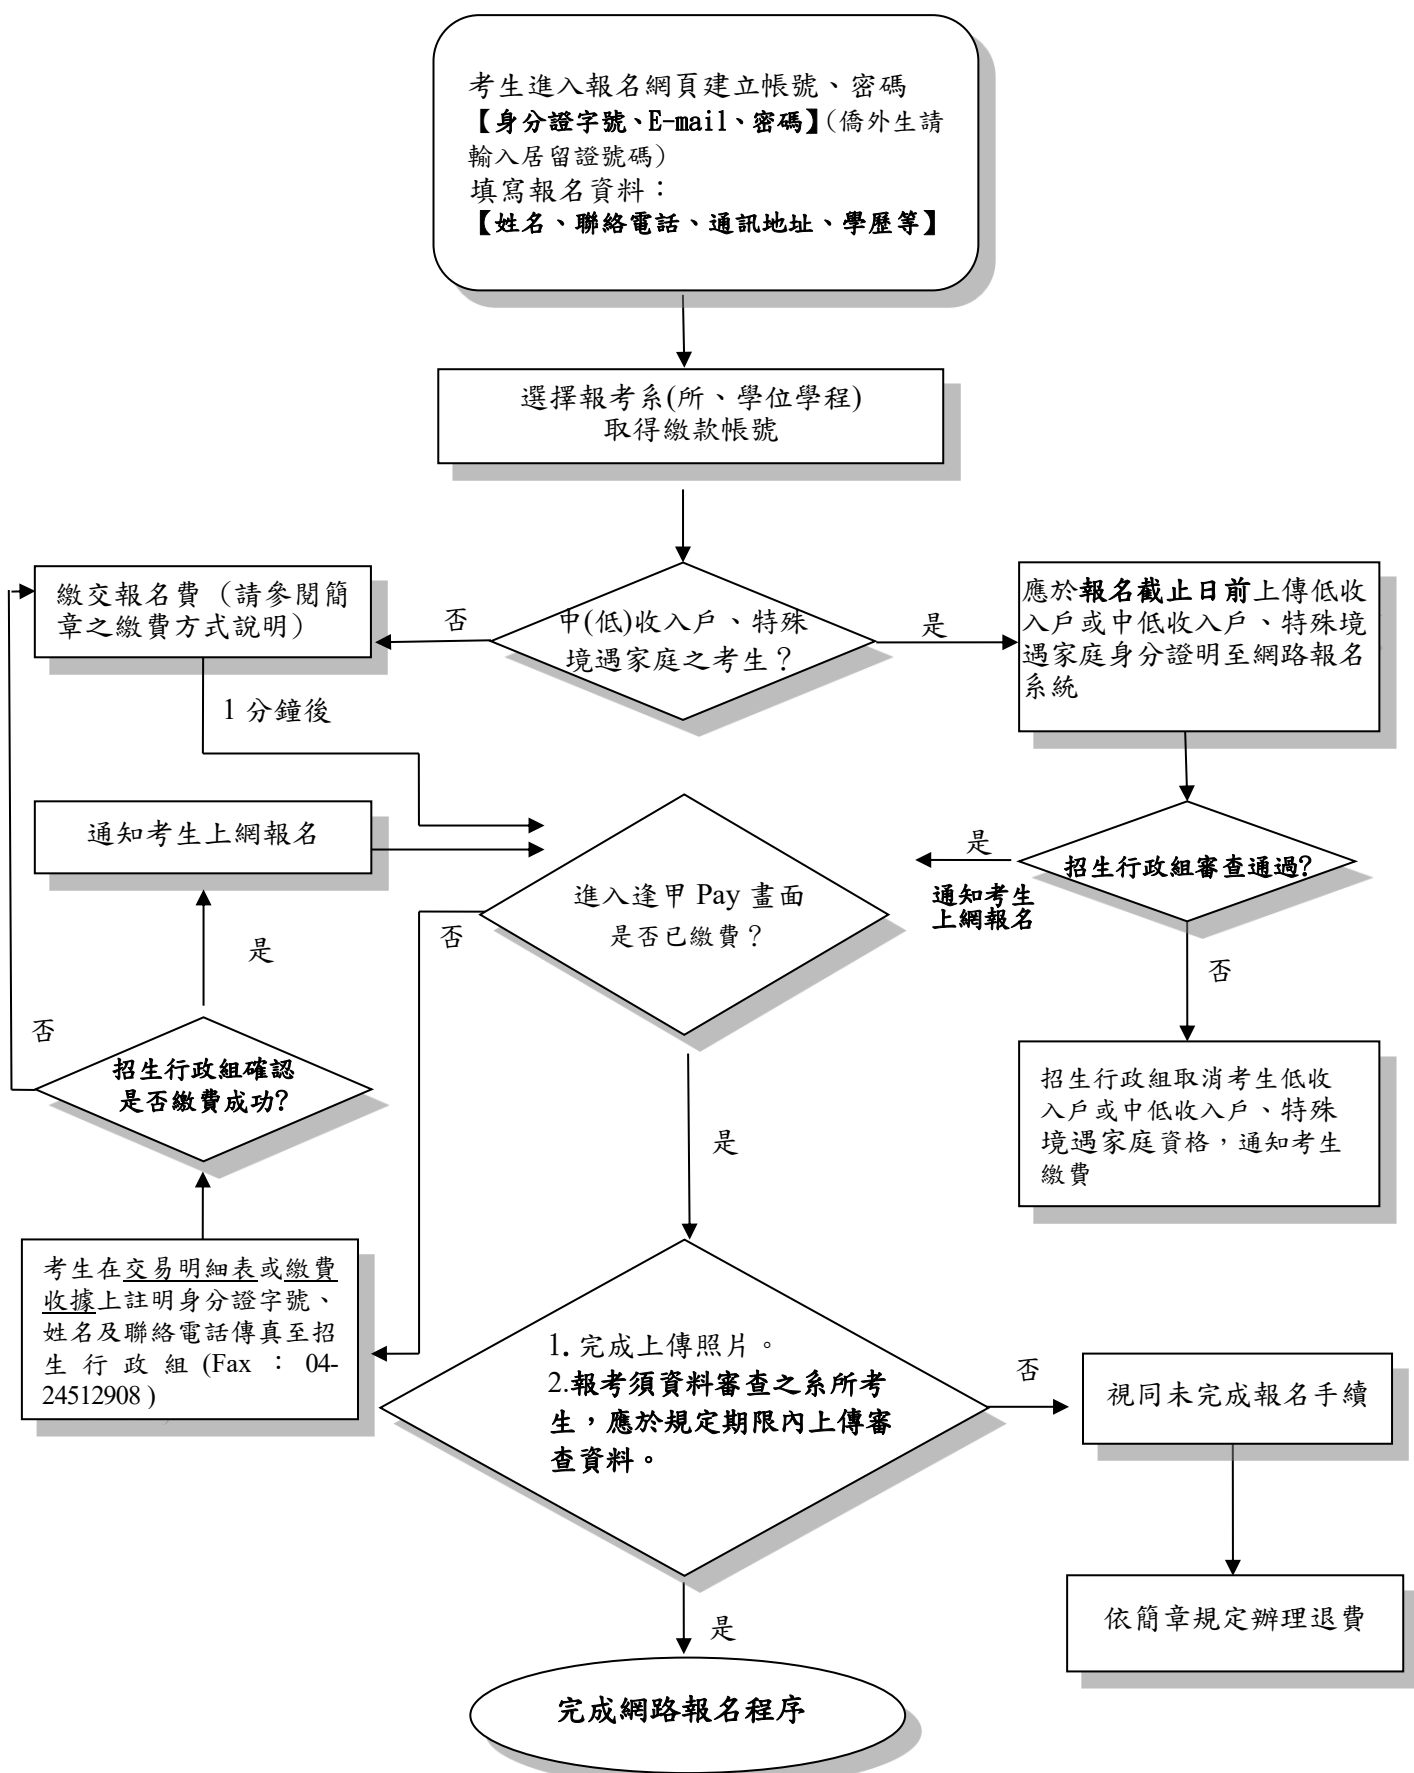 考生進入報名網頁建立帳號、密碼
【身分證字號、E-mail、密碼】(僑外生請
輸入居留證號碼)
填寫報名資料：
【姓名、聯絡電話、通訊地址、學歷等】
選擇報考系(所、學位學程)
取得繳款帳號
中(低)收入戶、特殊
境遇家庭之考生？
否
是
繳交報名費（請參閱簡
章之繳費方式說明）
1 分鐘後
應於報名截止日前上傳低收
入戶或中低收入戶、特殊境
遇家庭身分證明至網路報名
系統
通知考生上網報名
進入逢甲 Pay 畫面
是否已繳費？
是
通知考生
上網報名
招生行政組審查通過?
否
是
否
否
招生行政組確認
是否繳費成功?
是
招生行政組取消考生低收
入戶或中低收入戶、特殊
境遇家庭資格，通知考生
繳費
考生在交易明細表或繳費
收據上註明身分證字號、
姓名及聯絡電話傳真至招
生行政組(Fax：04-
24512908)
1. 完成上傳照片。
2.報考須資料審查之系所考
生，應於規定期限內上傳審
查資料。
否
視同未完成報名手續
依簡章規定辦理退費
是
完成網路報名程序